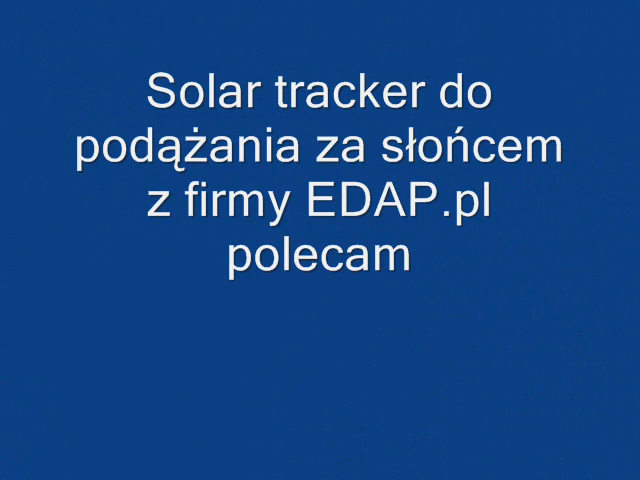 Solar tracker do
podążania za słońcem
z firmy EDAP.pl
polecam